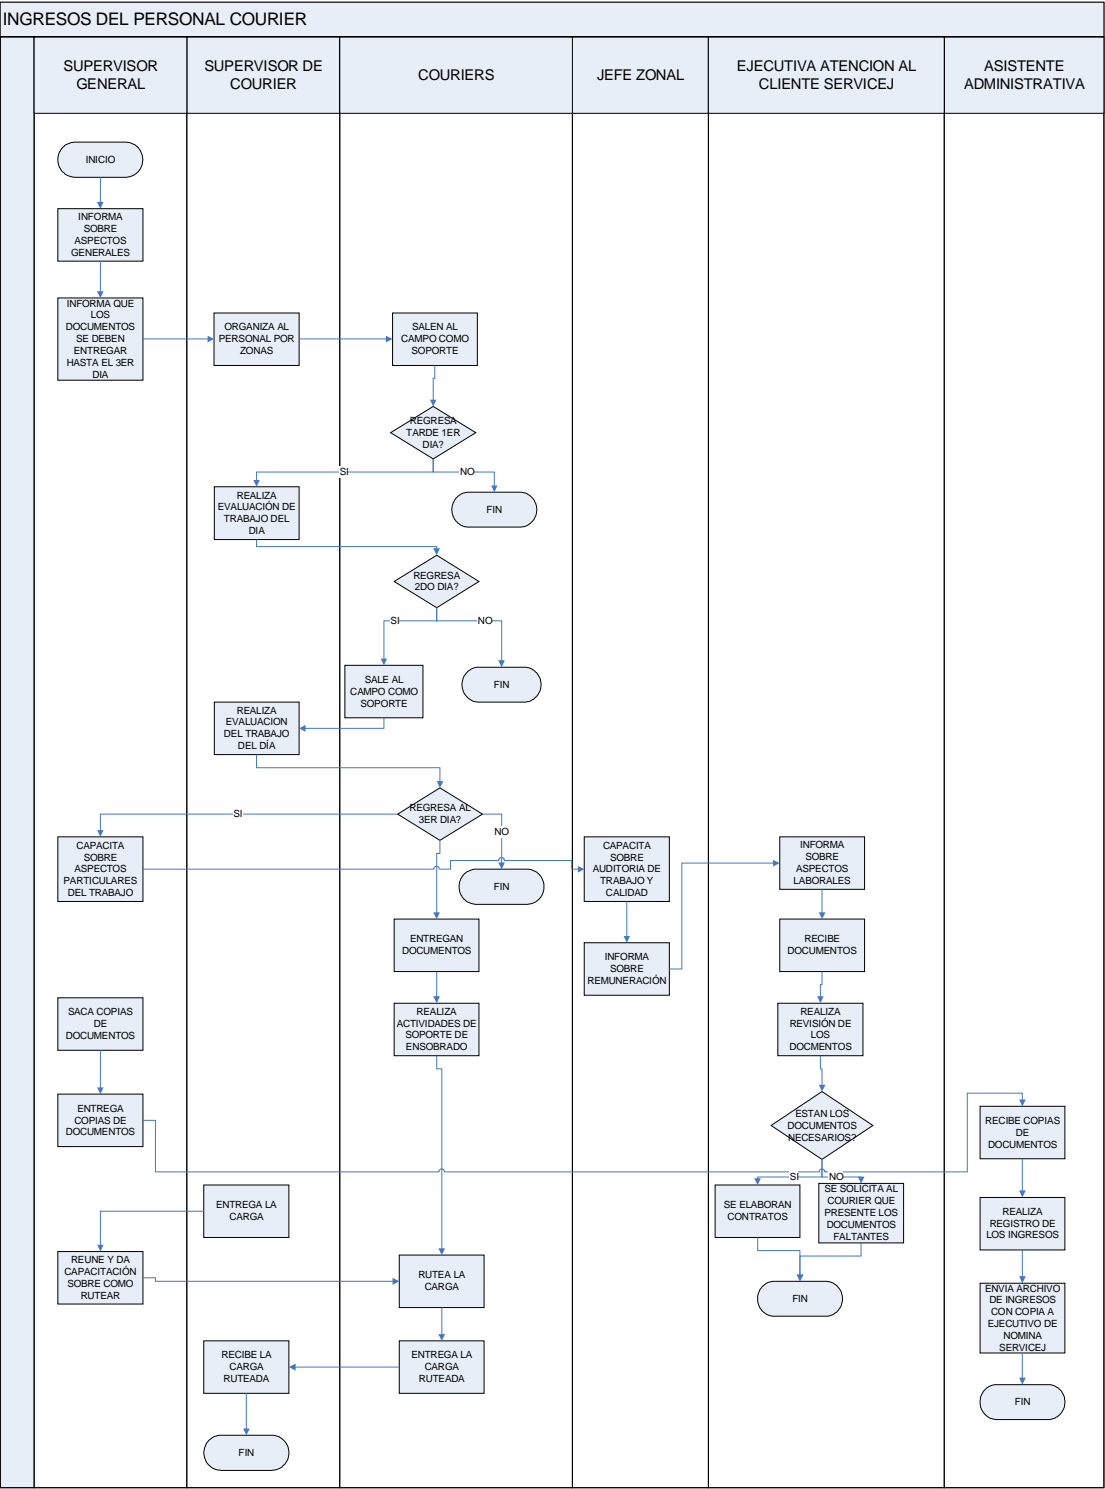 INGRESOS DEL PERSONAL COURIER
SUPERVISOR
GENERAL
SUPERVISOR DE
COURIER
COURIERS
JEFE ZONAL
EJECUTIVA ATENCION AL
CLIENTE SERVICEJ
ASISTENTE
ADMINISTRATIVA
INICIO
INFORMA
SOBRE
ASPECTOS
GENERALES
INFORMA QUE
LOS
DOCUMENTOS
SE DEBEN
ENTREGAR
HASTA EL 3ER
DIA
ORGANIZA AL
PERSONAL POR
ZONAS
SALEN AL
CAMPO COMO
SOPORTE
REGRESA
TARDE 1ER
DIA?
SI
NO
REALIZA
EVALUACIÓN DE
TRABAJO DEL
DIA
FIN
REGRESA
2DO DIA?
SI
NO
SALE AL
CAMPO COMO
SOPORTE
FIN
REALIZA
EVALUACION
DEL TRABAJO
DEL DÍA
REGRESA AL
3ER DIA?
SI
NO
CAPACITA
SOBRE
ASPECTOS
PARTICULARES
DEL TRABAJO
FIN
CAPACITA
SOBRE
AUDITORIA DE
TRABAJO Y
CALIDAD
INFORMA
SOBRE
ASPECTOS
LABORALES
ENTREGAN
DOCUMENTOS
INFORMA
SOBRE
REMUNERACIÓN
RECIBE
DOCUMENTOS
SACA COPIAS
DE
DOCUMENTOS
REALIZA
ACTIVIDADES DE
SOPORTE DE
ENSOBRADO
REALIZA
REVISIÓN DE
LOS
DOCMENTOS
ENTREGA
COPIAS DE
DOCUMENTOS
ESTAN LOS
DOCUMENTOS
NECESARIOS?
RECIBE COPIAS
DE
DOCUMENTOS
SI
NO
ENTREGA LA
CARGA
SE ELABORAN
CONTRATOS
SE SOLICITA AL
COURIER QUE
PRESENTE LOS
DOCUMENTOS
FALTANTES
REALIZA
REGISTRO DE
LOS INGRESOS
REUNE Y DA
CAPACITACIÓN
SOBRE COMO
RUTEAR
RUTEA LA
CARGA
FIN
ENVIA ARCHIVO
DE INGRESOS
CON COPIA A
EJECUTIVO DE
NOMINA
SERVICEJ
RECIBE LA
CARGA
RUTEADA
ENTREGA LA
CARGA
RUTEADA
FIN
FIN